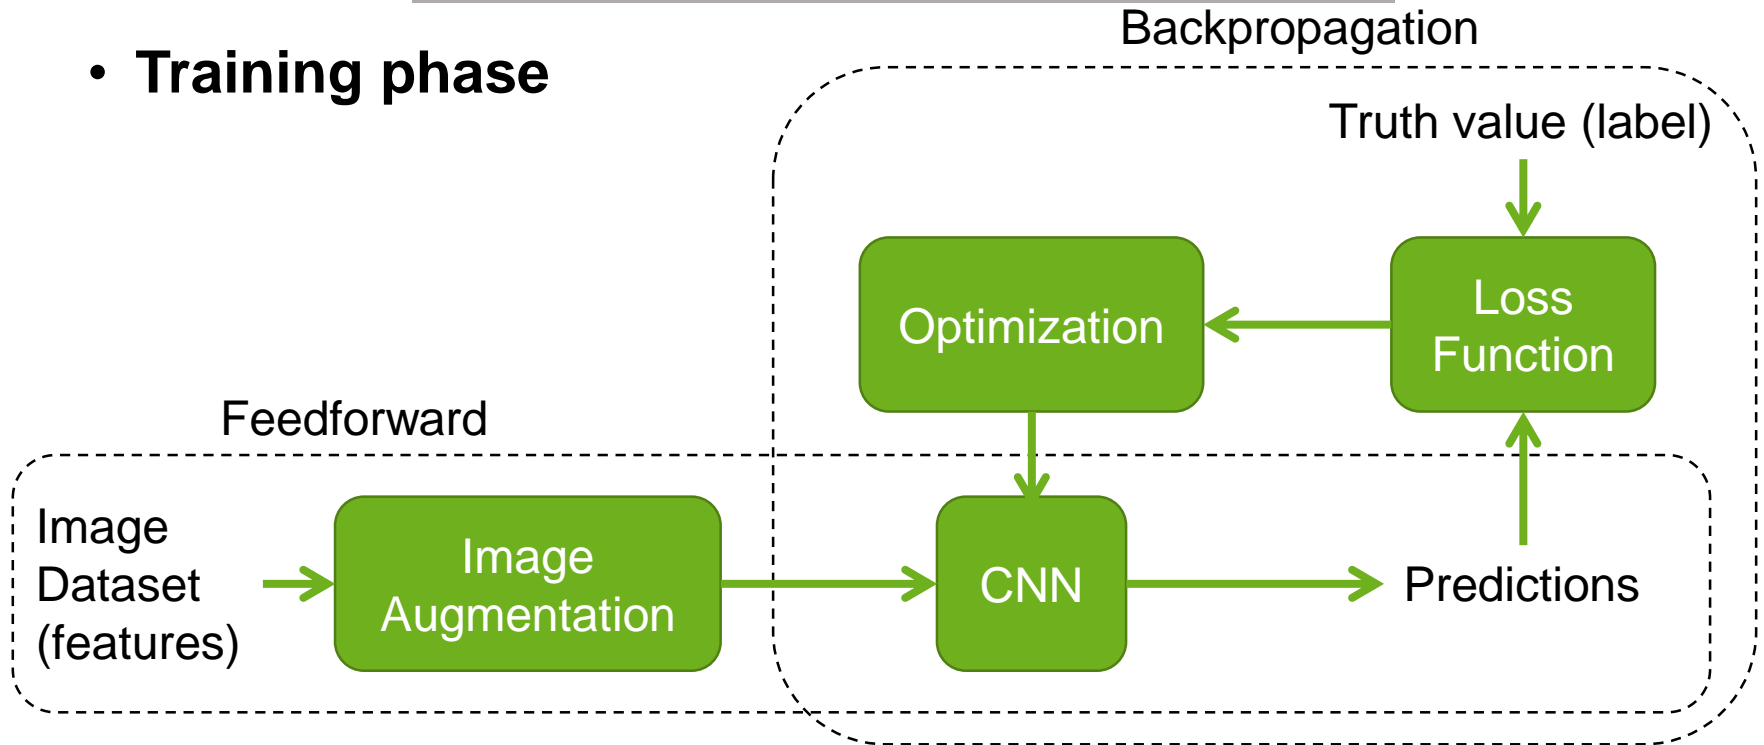 Backpropagation
• Training phase
Truth value (label)
Optimization
Loss
Function
Feedforward
Image
Dataset
(features)
Image
Augmentation
CNN
Predictions